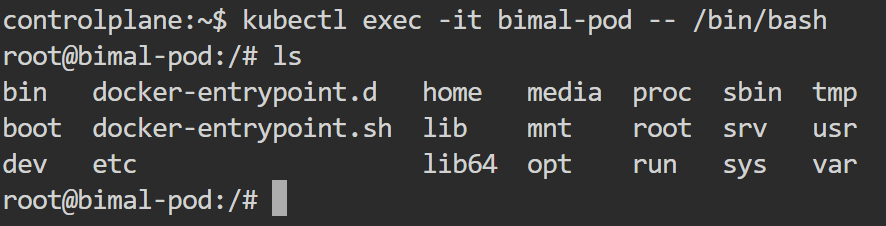 controlplane:~$ kubectl exec -it bimal-pod -- /bin/bash
root@bimal-pod:/# ls
bin   docker-entrypoint.d   home   media  proc  sbin  tmp
boot  docker-entrypoint.sh  lib    mnt    root  srv   usr
dev   etc                   lib64  opt    run   sys   var
root@bimal-pod:/#